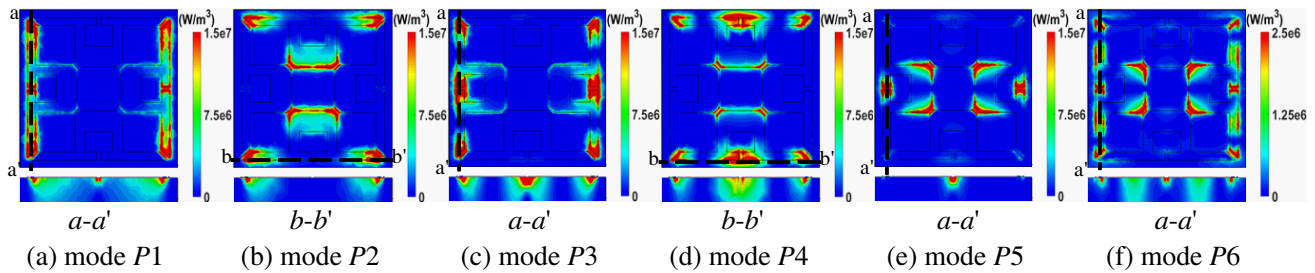 a (W/m³) 1.5e7 7.5e6 0 a'
(W/m³) 1.5e7 7.5e6 0 b b'
a (W/m³) 1.5e7 7.5e6 0 a'
(W/m³) 1.5e7 7.5e6 0 b b'
a (W/m³) 1.5e7 7.5e6 0 a'
a (W/m³) 2.5e6 1.25e6 0 a'
a-a' b-b' a-a' b-b' a-a' a-a'
(a) mode P1 (b) mode P2 (c) mode P3 (d) mode P4 (e) mode P5 (f) mode P6